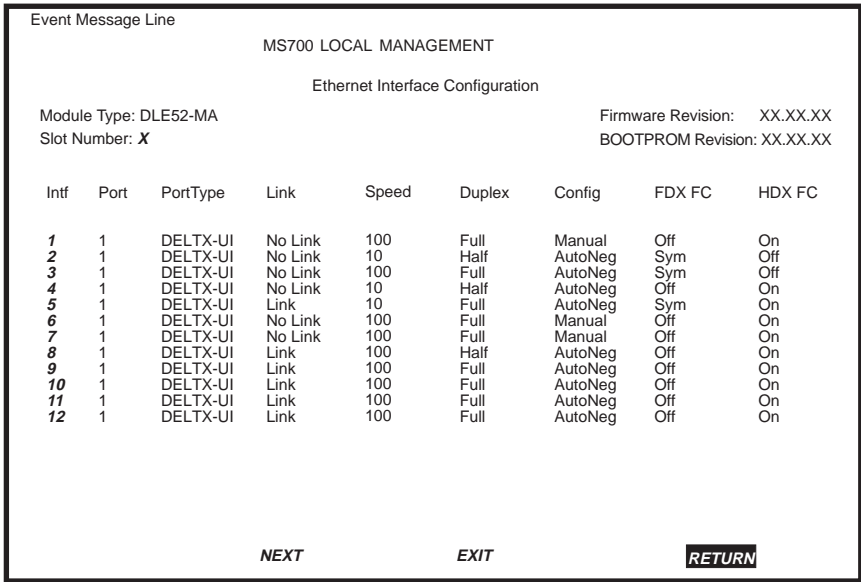 Event Message Line
MS700 LOCAL MANAGEMENT
Ethernet Interface Configuration
Module Type: DLE52-MA Firmware Revision: XX.XX.XX
Slot Number: X BOOTPROM Revision: XX.XX.XX
Intf Port PortType Link Speed Duplex Config FDX FC HDX FC
1 1 DELTX-UI No Link 100 Full Manual Off On
2 1 DELTX-UI No Link 10 Half AutoNeg Sym Off
3 1 DELTX-UI No Link 100 Full AutoNeg Sym Off
4 1 DELTX-UI No Link 10 Half AutoNeg Off On
5 1 DELTX-UI Link 10 Full AutoNeg Sym On
6 1 DELTX-UI No Link 100 Full Manual Off On
7 1 DELTX-UI No Link 100 Full Manual Off On
8 1 DELTX-UI Link 100 Half AutoNeg Off On
9 1 DELTX-UI Link 100 Full AutoNeg Off On
10 1 DELTX-UI Link 100 Full AutoNeg Off On
11 1 DELTX-UI Link 100 Full AutoNeg Off On
12 1 DELTX-UI Link 100 Full AutoNeg Off On
NEXT EXIT RETURN